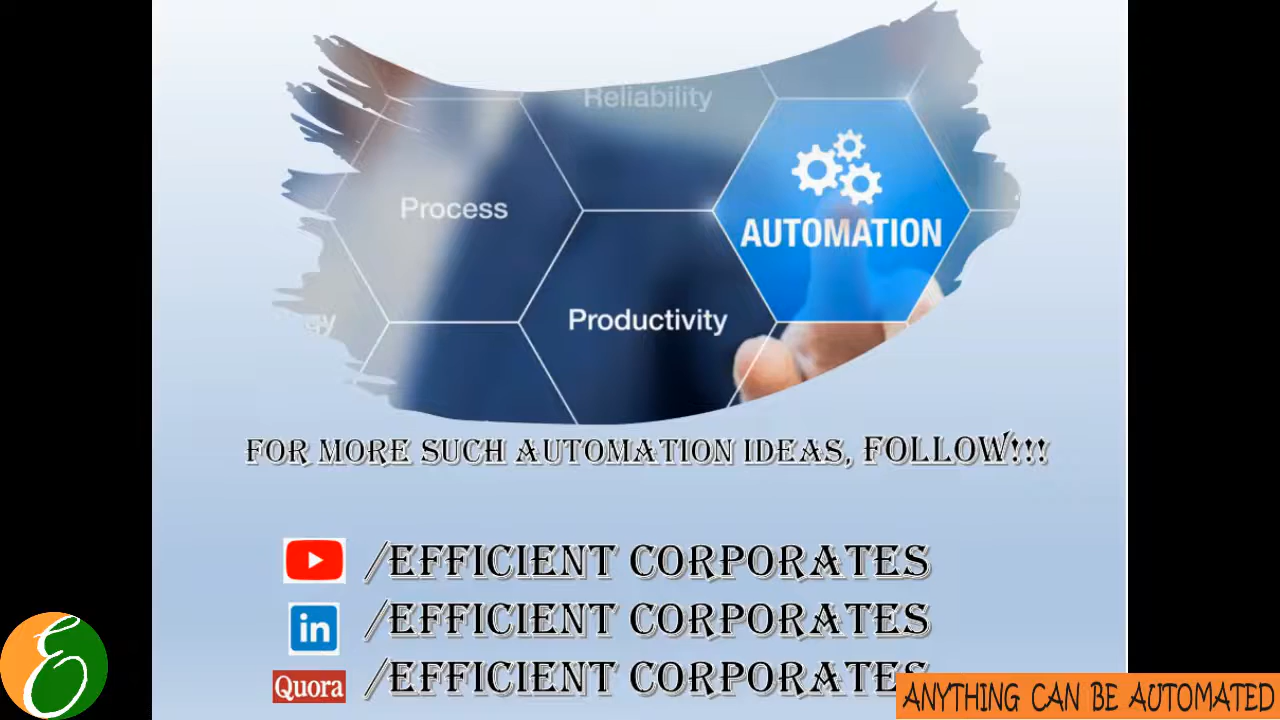 Reliability
Process
AUTOMATION
Productivity
FOR MORE SUCH AUTOMATION IDEAS, FOLLOW!!!
/EFFICIENT CORPORATES
in /EFFICIENT CORPORATES
Quora /EFFICIENT CORPORATES
E
ANYTHING CAN BE AUTOMATED